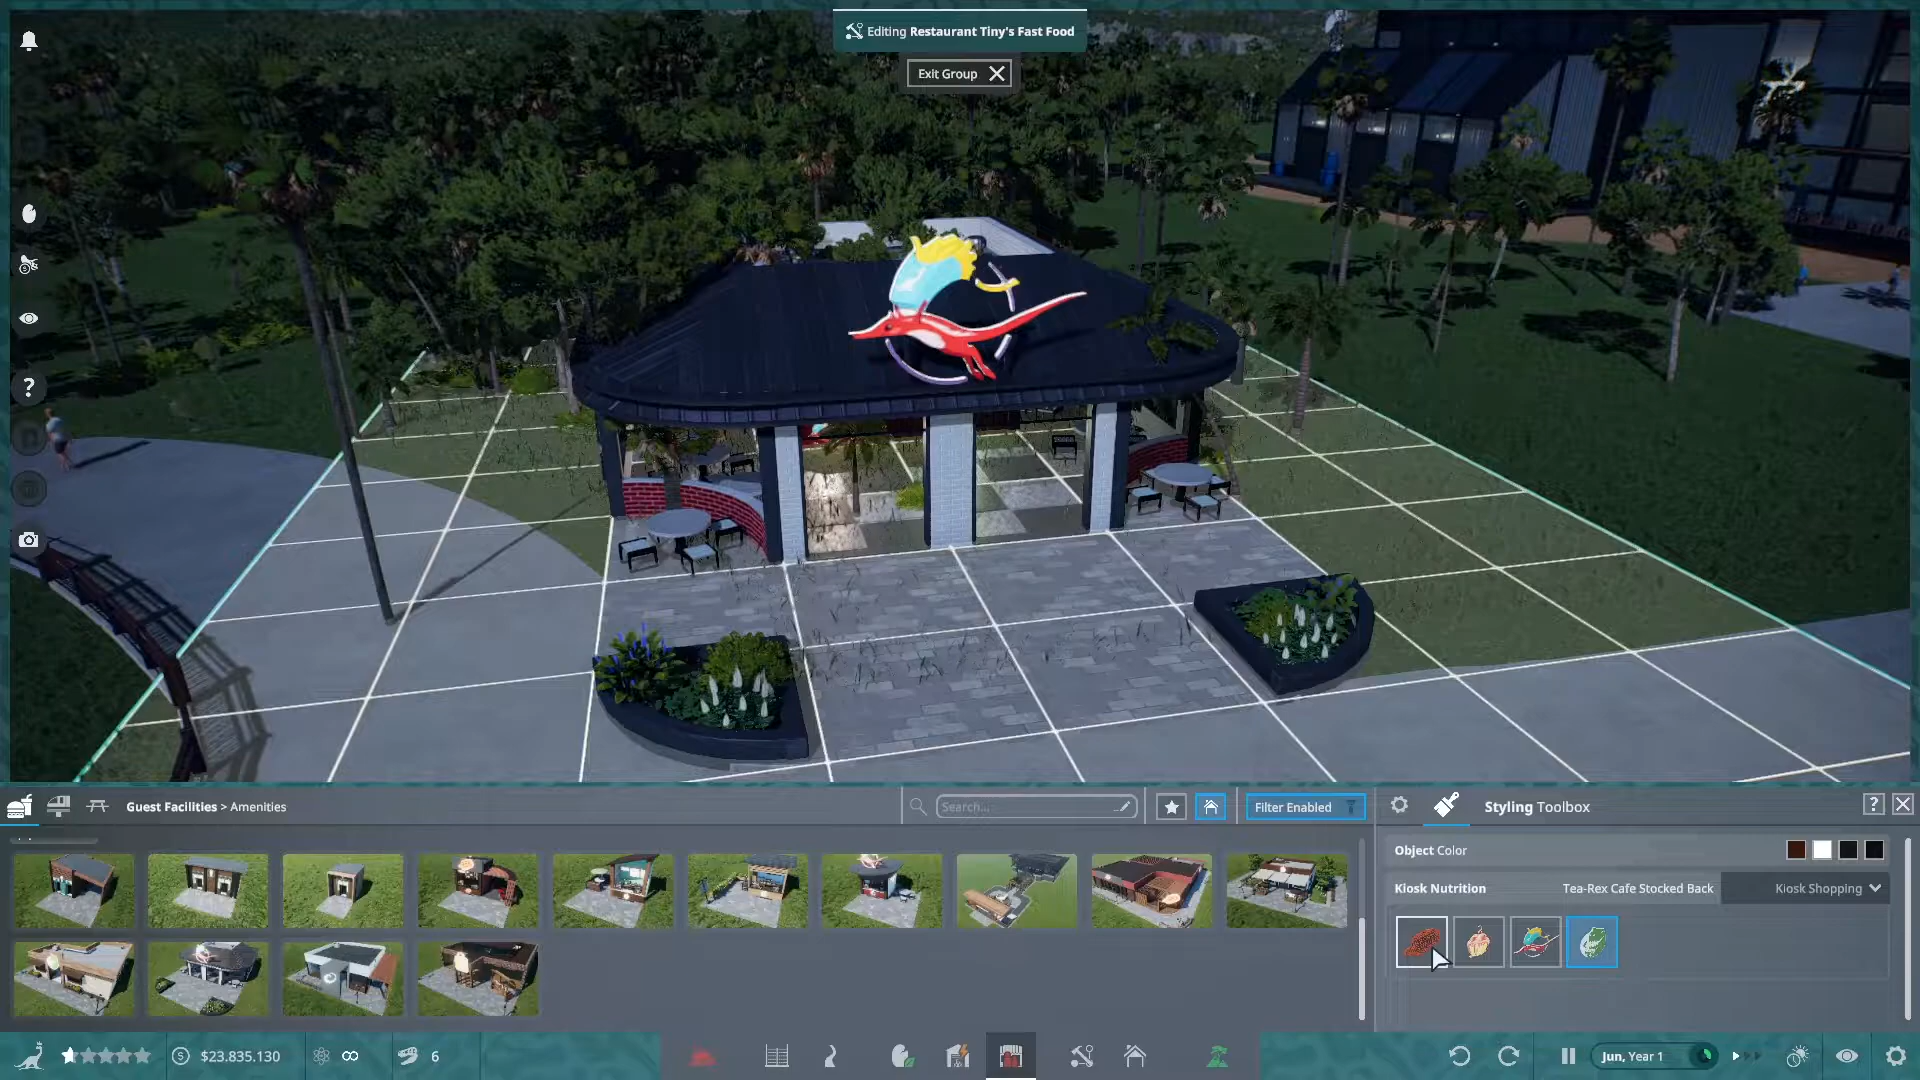 Editing Restaurant Tiny's Fast Food
Exit Group
?
Guest Facilities > Amenities
Search...
Filter Enabled
Styling Toolbox
?
Object Color
Kiosk Nutrition
Tea-Rex Cafe Stocked Back
Kiosk Shopping
$23.835.130
∞
6
Jun, Year 1